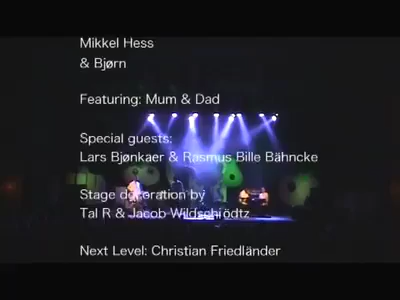 Mikkel Hess
& Bjørn
Featuring: Mum & Dad
Special guests:
Lars Bjønkaer & Rasmus Bille Bähncke
Stage decoration by
Tal R & Jacob Wildschiödtz
Next Level: Christian Friedländer